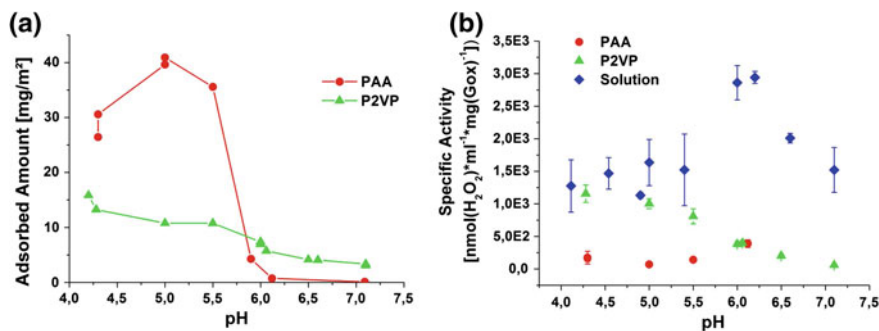 (a)
Adsorbed Amount [mg/m²]
40
30
20
10
0
4,0 4,5 5,0 5,5 6,0 6,5 7,0 7,5
pH
PAA
P2VP
(b)
Specific Activity
[nmol(H₂O₂)*ml⁻¹*mg(Gox)⁻¹])
3,5E3
3,0E3
2,5E3
2,0E3
1,5E3
1,0E3
5,0E2
0,0
4,0 4,5 5,0 5,5 6,0 6,5 7,0 7,5
pH
PAA
P2VP
Solution